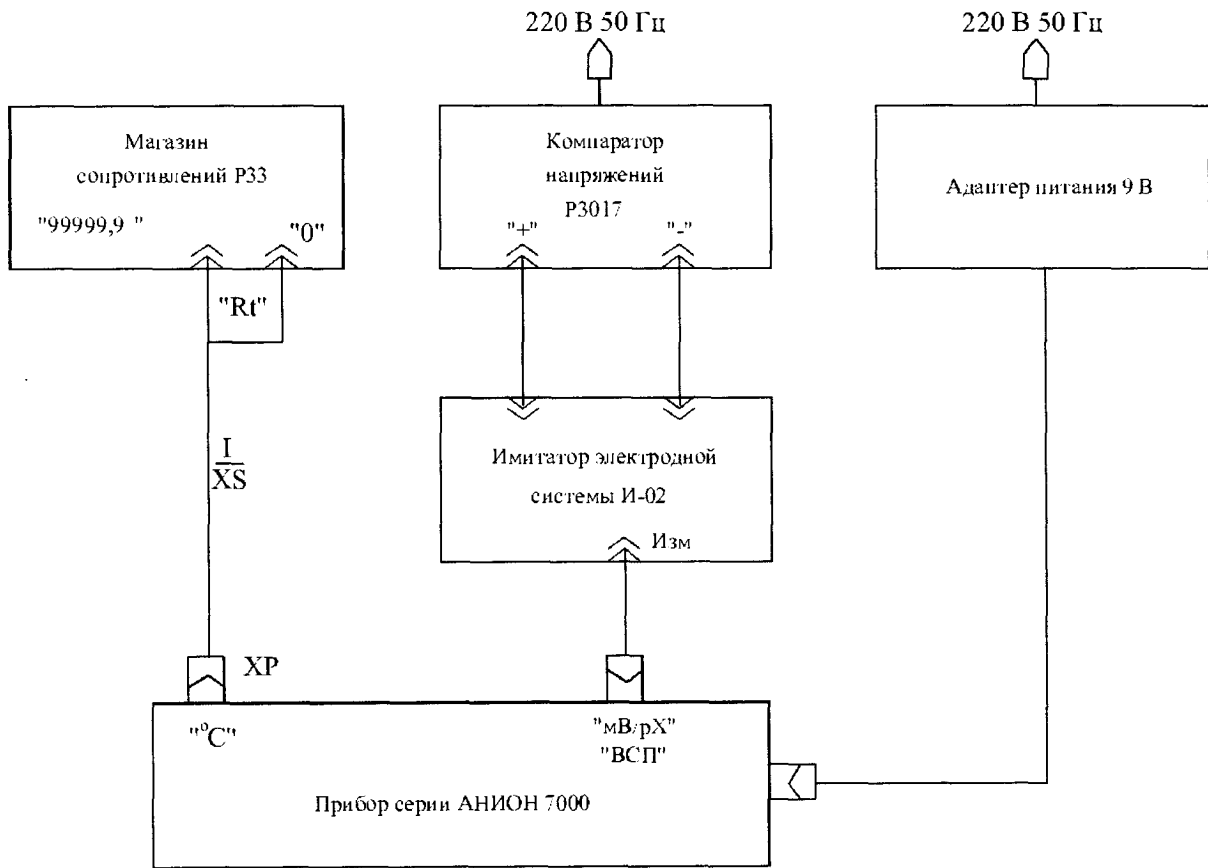 220 В 50 Гц
220 В 50 Гц
Магазин
сопротивлений Р33
"99999,9 "
"0"
"Rt"
Компаратор
напряжений
Р3017
"+"
"-"
Адаптер питания 9 В
I
XS
Имитатор электродной
системы И-02
Изм
XP
"°С"
"мВ/рХ"
"ВСП"
Прибор серии АНИОН 7000